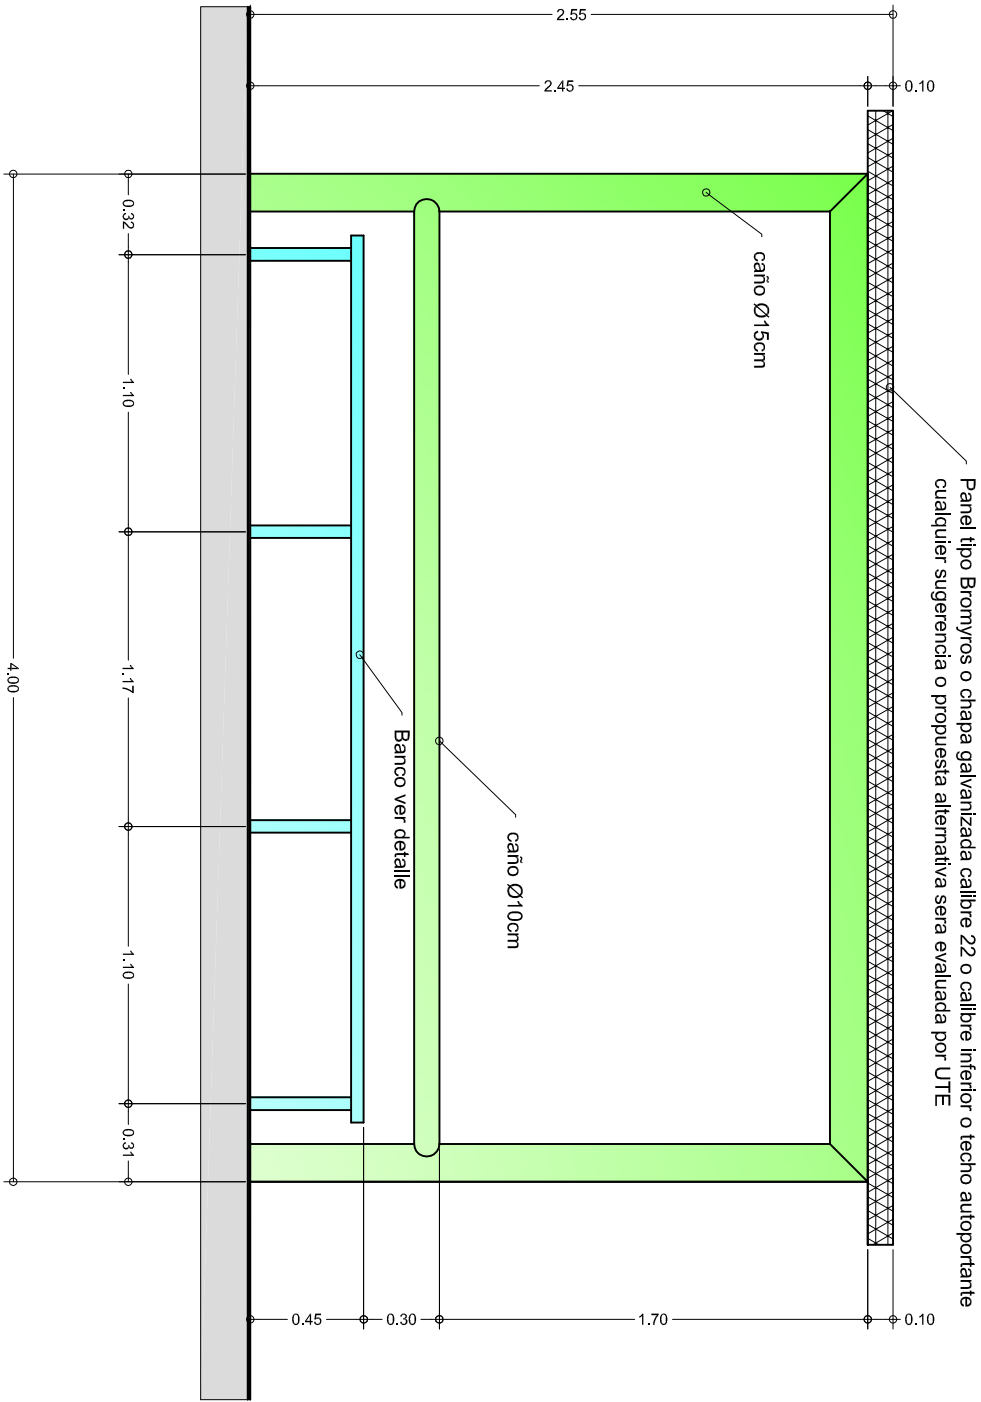 Panel tipo Bromyros o chapa galvanizada calibre 22 o calibre inferior o techo autoportante
cualquier sugerencia o propuesta alternativa sera evaluada por UTE
caño Ø15cm
caño Ø10cm
Banco ver detalle
2.55
2.45
0.10
0.10
1.70
0.30
0.45
0.32
1.10
1.17
1.10
0.31
4.00